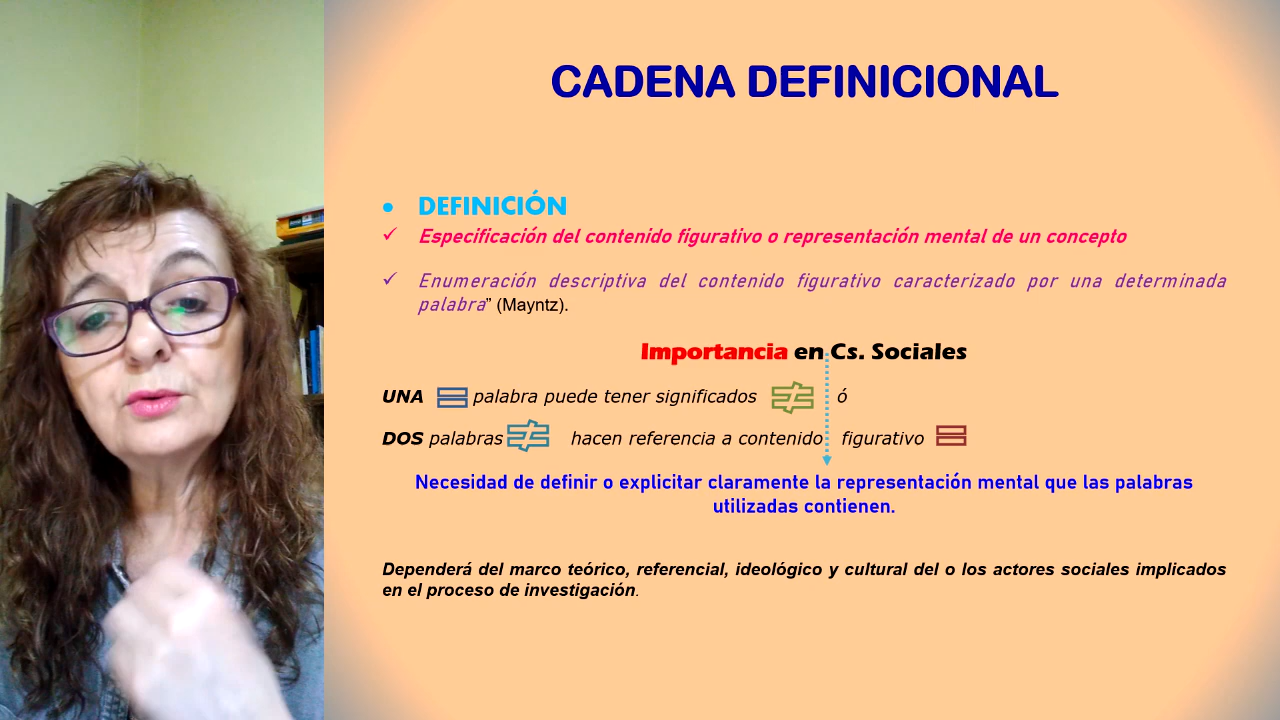 CADENA DEFINICIONAL
• DEFINICIÓN
✓ Especificación del contenido figurativo o representación mental de un concepto
✓ Enumeración descriptiva del contenido figurativo caracterizado por una determinada
palabra” (Mayntz).
Importancia en Cs. Sociales
UNA = palabra puede tener significados ≠ ó
DOS palabras ≠ hacen referencia a contenido figurativo =
Necesidad de definir o explicitar claramente la representación mental que las palabras
utilizadas contienen.
Dependerá del marco teórico, referencial, ideológico y cultural del o los actores sociales implicados
en el proceso de investigación.